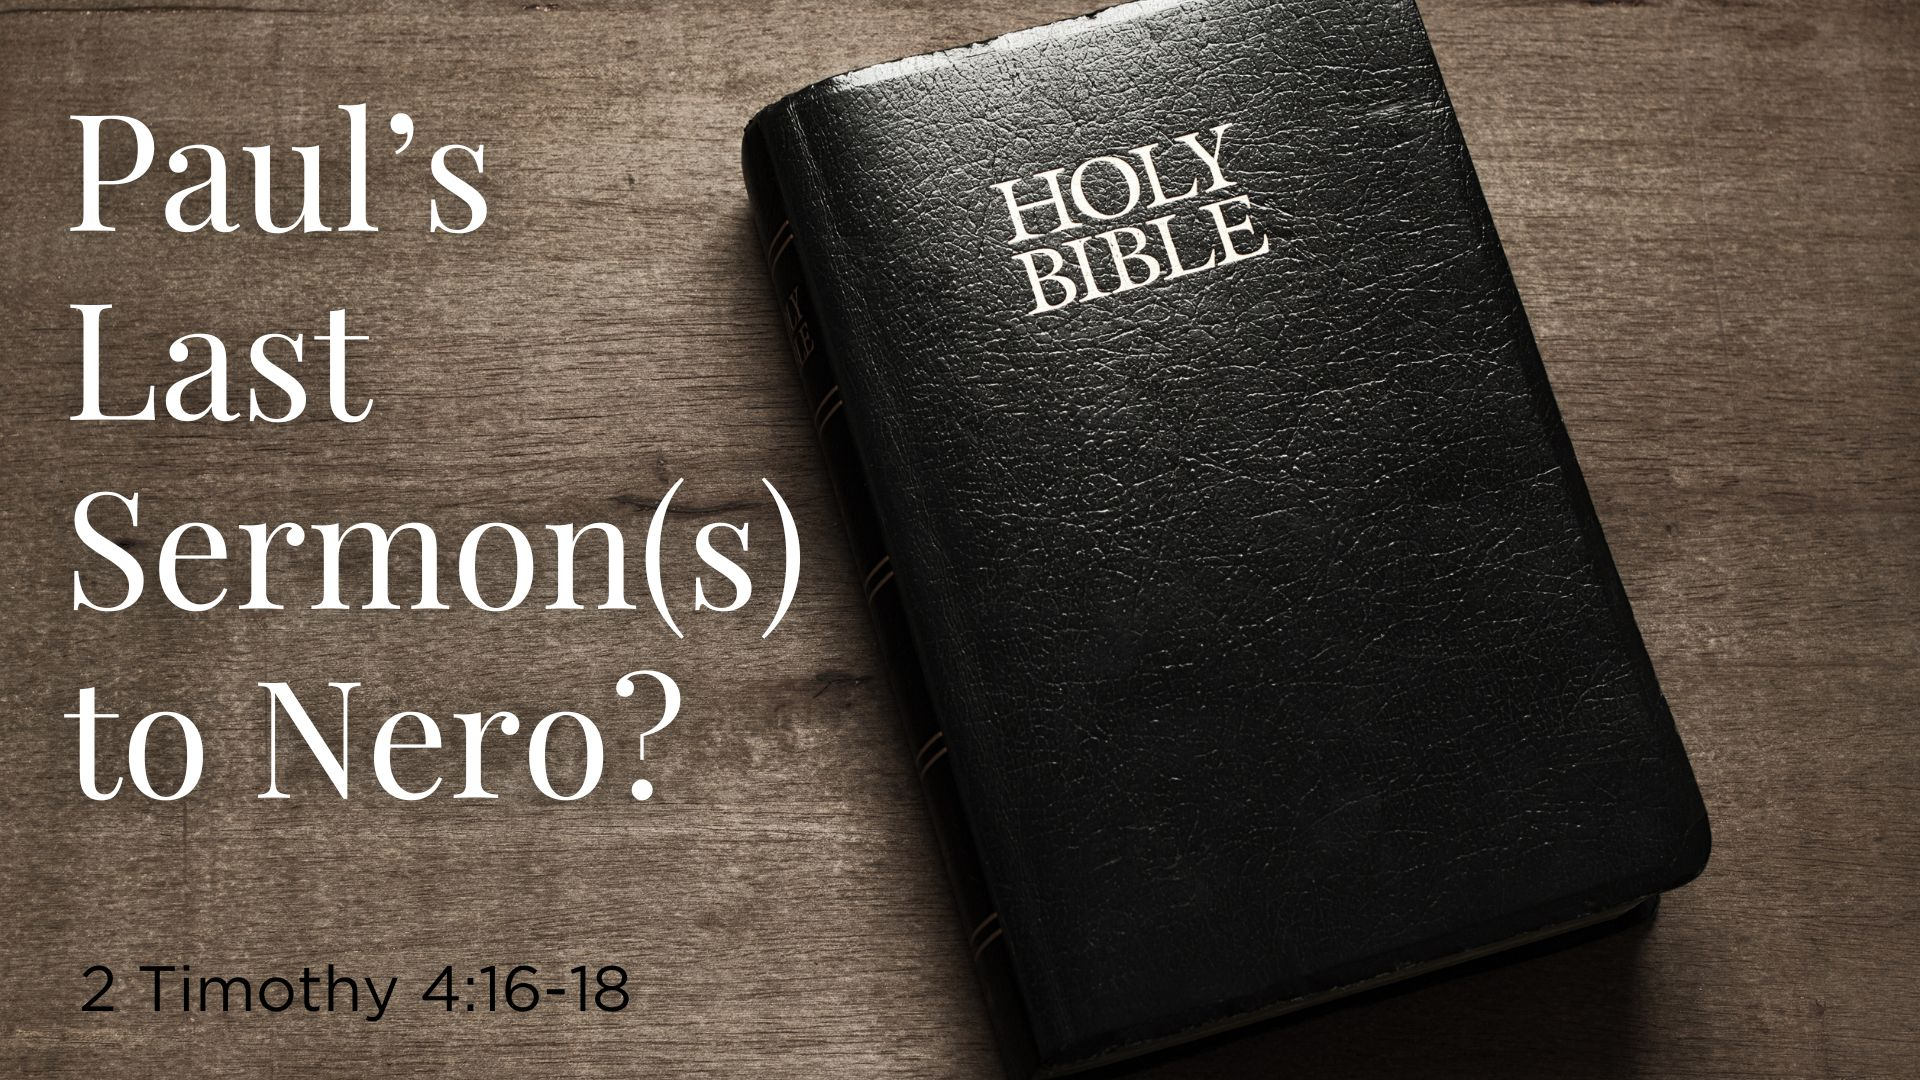 Paul’s
Last
Sermon(s)
to Nero?
2 Timothy 4:16-18
HOLY
BIBLE